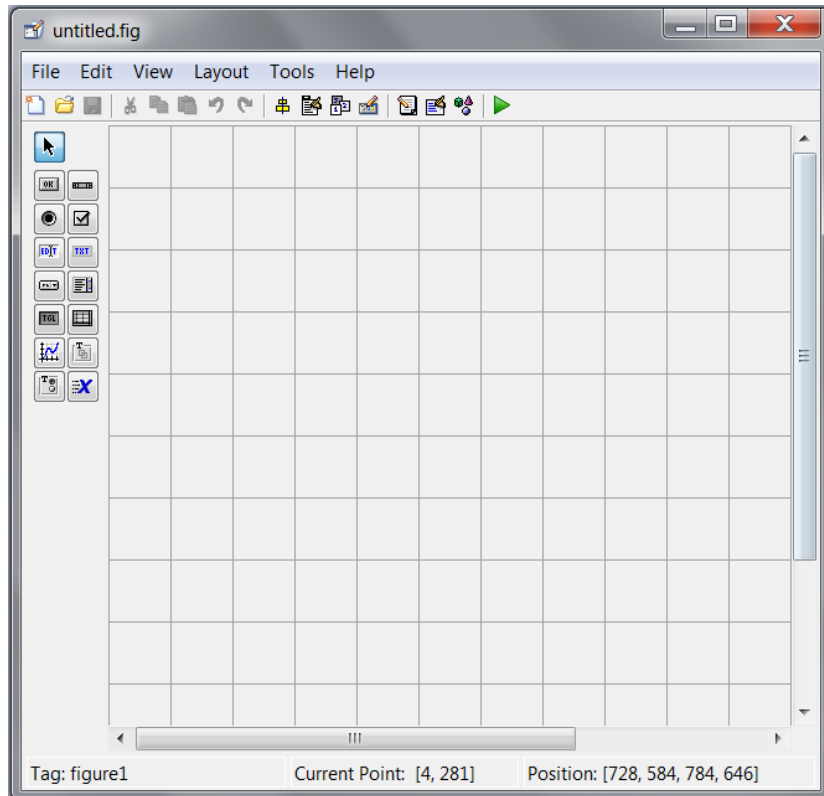 untitled.fig
File Edit View Layout Tools Help
OK
EDIT TXT
TGL
Tag: figure1 Current Point: [4, 281] Position: [728, 584, 784, 646]